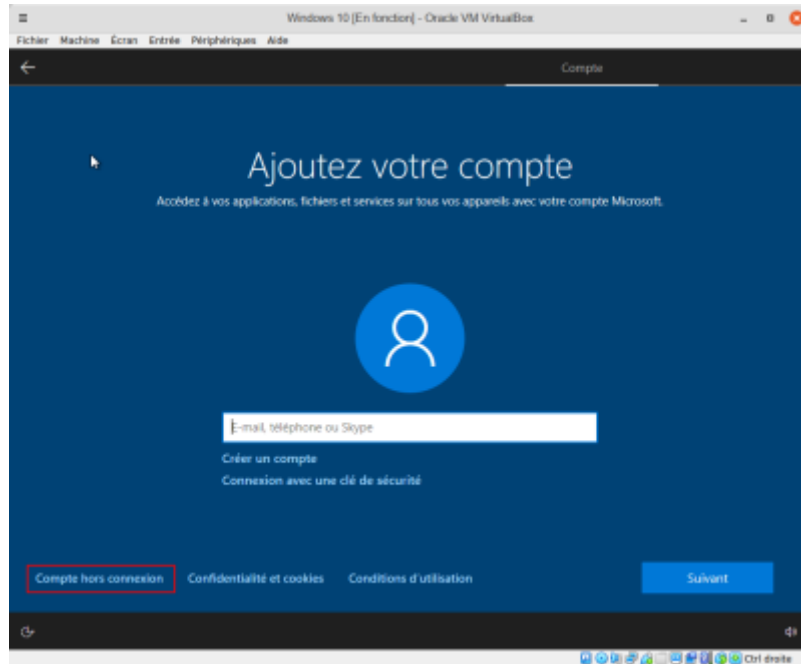 Windows 10 [En fonction] - Oracle VM VirtualBox
Fichier Machine Écran Entrée Périphériques Aide
Compte
Ajoutez votre compte
Accédez à vos applications, fichiers et services sur tous vos appareils avec votre compte Microsoft.
E-mail, téléphone ou Skype
Créer un compte
Connexion avec une clé de sécurité
Compte hors connexion Confidentialité et cookies Conditions d'utilisation Suivant
Ctrl droite